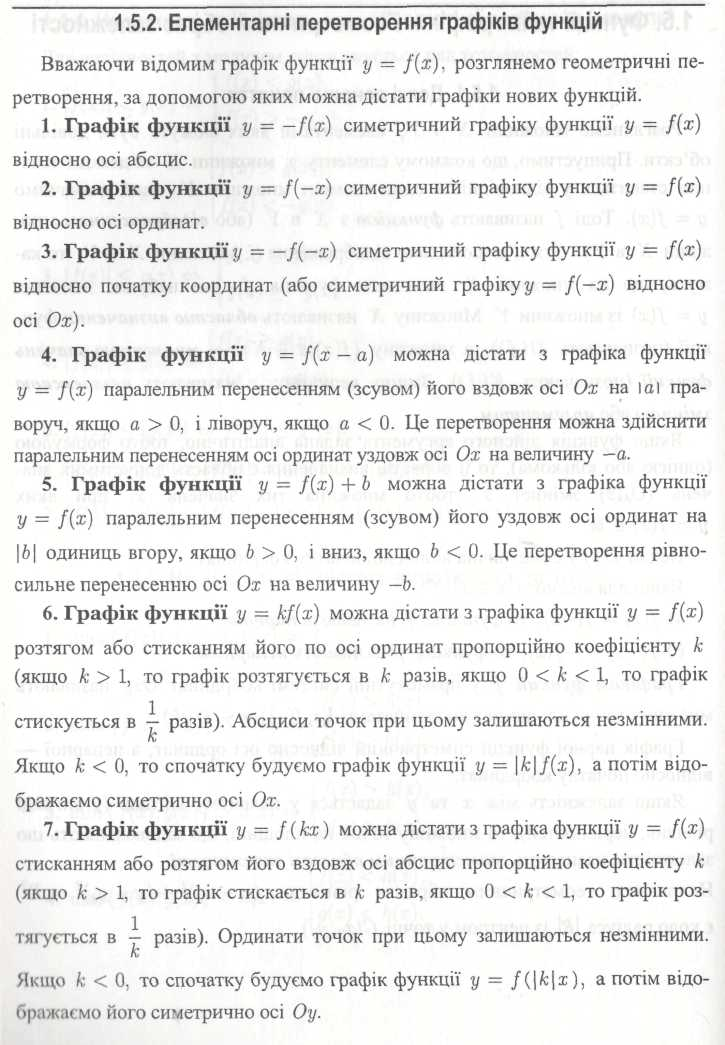 1.5.2. Елементарні перетворення графіків функцій
Вважаючи відомим графік функції y = f(x), розглянемо геометричні пе-
ретворення, за допомогою яких можна дістати графіки нових функцій.
1. Графік функції y = −f(x) симетричний графіку функції y = f(x)
відносно осі абсцис.
2. Графік функції y = f(−x) симетричний графіку функції y = f(x)
відносно осі ординат.
3. Графік функції y = −f(−x) симетричний графіку функції y = f(x)
відносно початку координат (або симетричний графіку y = f(−x) відносно
осі Ox).
4. Графік функції y = f(x − a) можна дістати з графіка функції
y = f(x) паралельним перенесенням (зсувом) його вздовж осі Ox на |a| пра-
воруч, якщо a > 0, і ліворуч, якщо a < 0. Це перетворення можна здійснити
паралельним перенесенням осі ординат уздовж осі Ox на величину −a.
5. Графік функції y = f(x) + b можна дістати з графіка функції
y = f(x) паралельним перенесенням (зсувом) його уздовж осі ординат на
|b| одиниць вгору, якщо b > 0, і вниз, якщо b < 0. Це перетворення рівно-
сильне перенесенню осі Ox на величину −b.
6. Графік функції y = kf(x) можна дістати з графіка функції y = f(x)
розтягом або стисканням його по осі ординат пропорційно коефіцієнту k
(якщо k > 1, то графік розтягується в k разів, якщо 0 < k < 1, то графік
стискується в 1/k разів). Абсциси точок при цьому залишаються незмінними.
Якщо k < 0, то спочатку будуємо графік функції y = |k|f(x), а потім відо-
бражаємо симетрично осі Ox.
7. Графік функції y = f(kx) можна дістати з графіка функції y = f(x)
стисканням або розтягом його вздовж осі абсцис пропорційно коефіцієнту k
(якщо k > 1, то графік стискається в k разів, якщо 0 < k < 1, то графік роз-
тягується в 1/k разів). Ординати точок при цьому залишаються незмінними.
Якщо k < 0, то спочатку будуємо графік функції y = f(|k|x), а потім відо-
бражаємо його симетрично осі Oy.